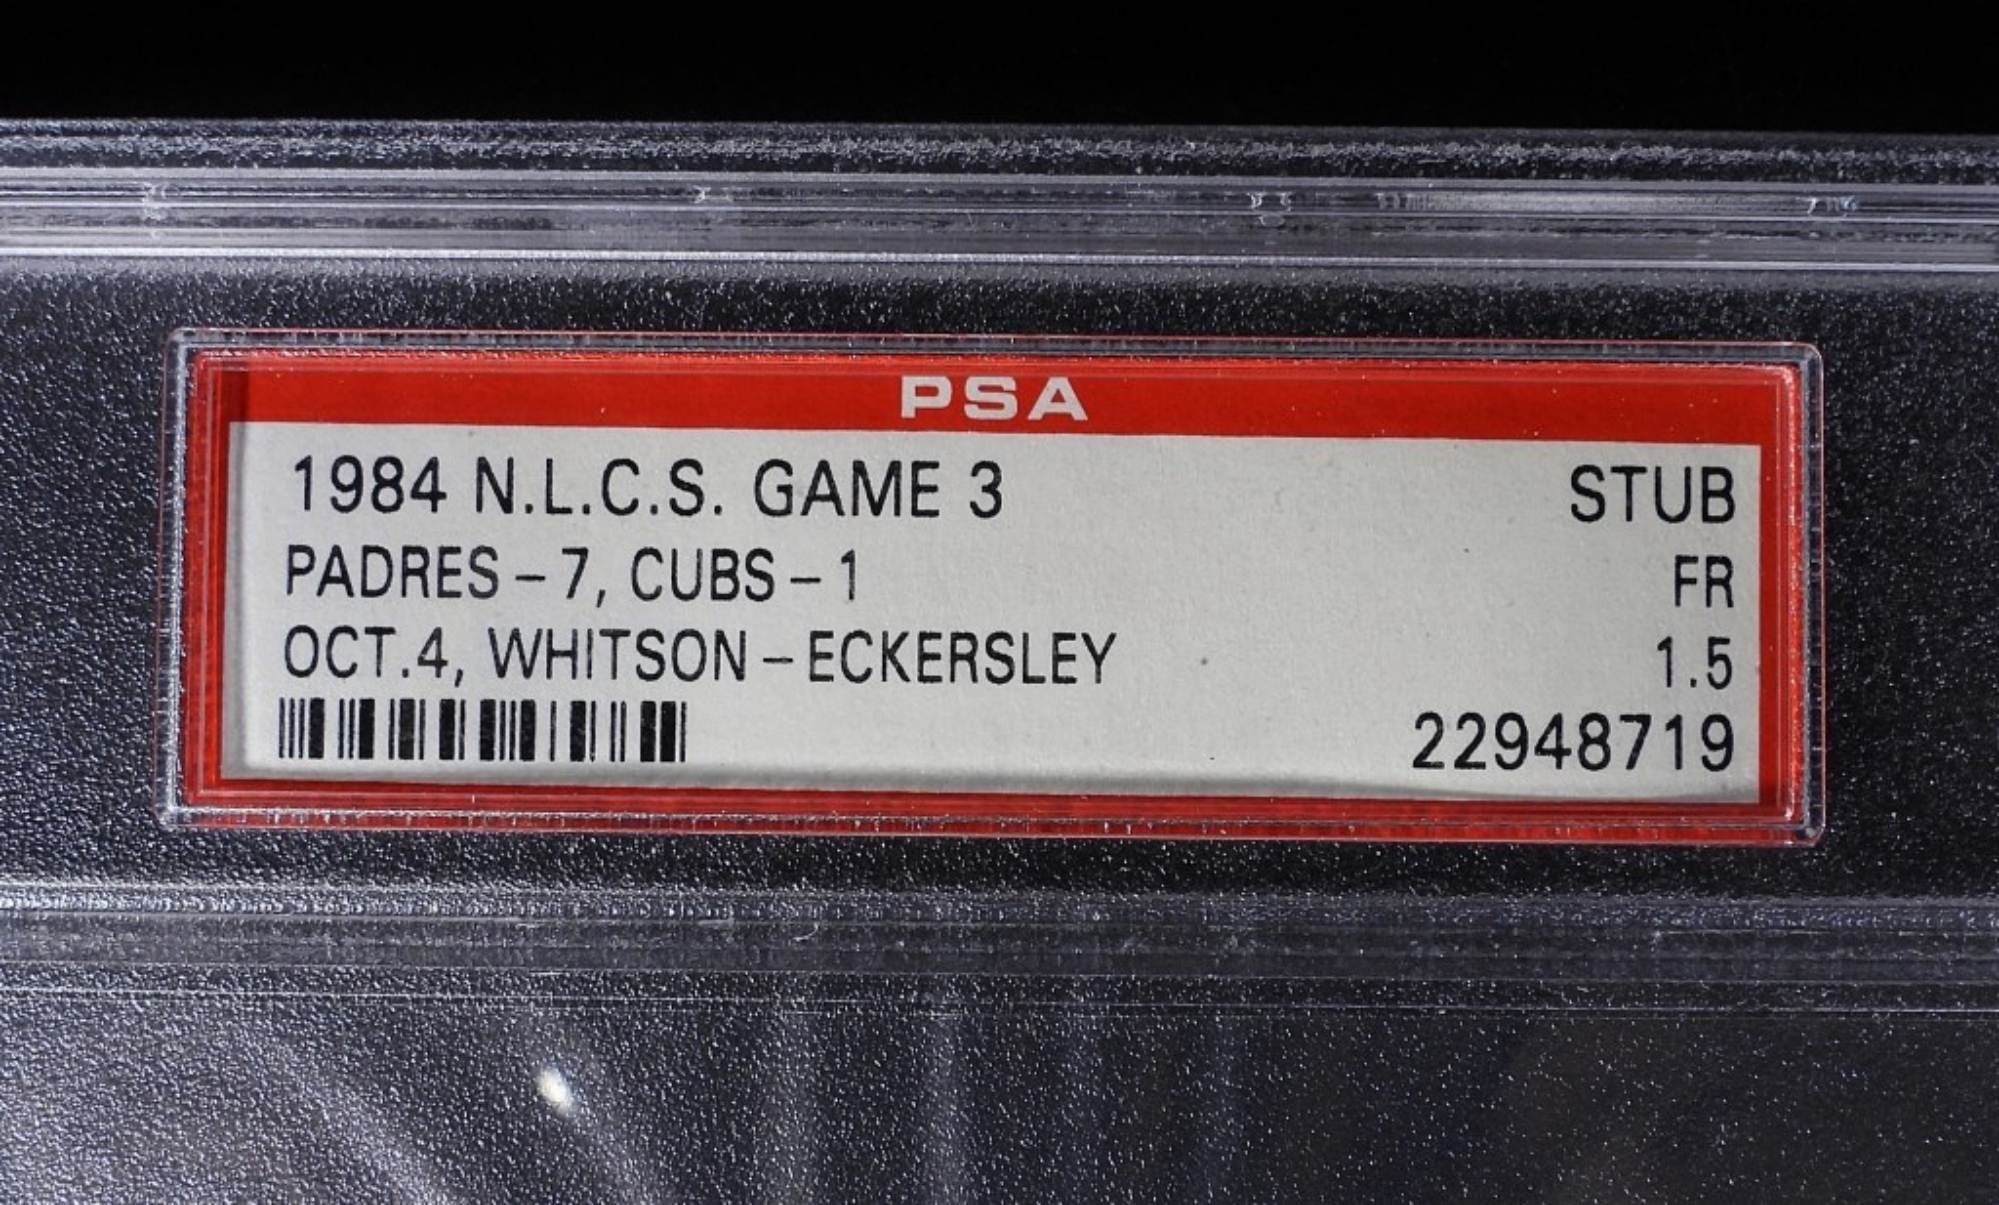 PSA
1984 N.L.C.S. GAME 3 STUB
PADRES – 7, CUBS – 1 FR
OCT.4, WHITSON – ECKERSLEY 1.5
22948719